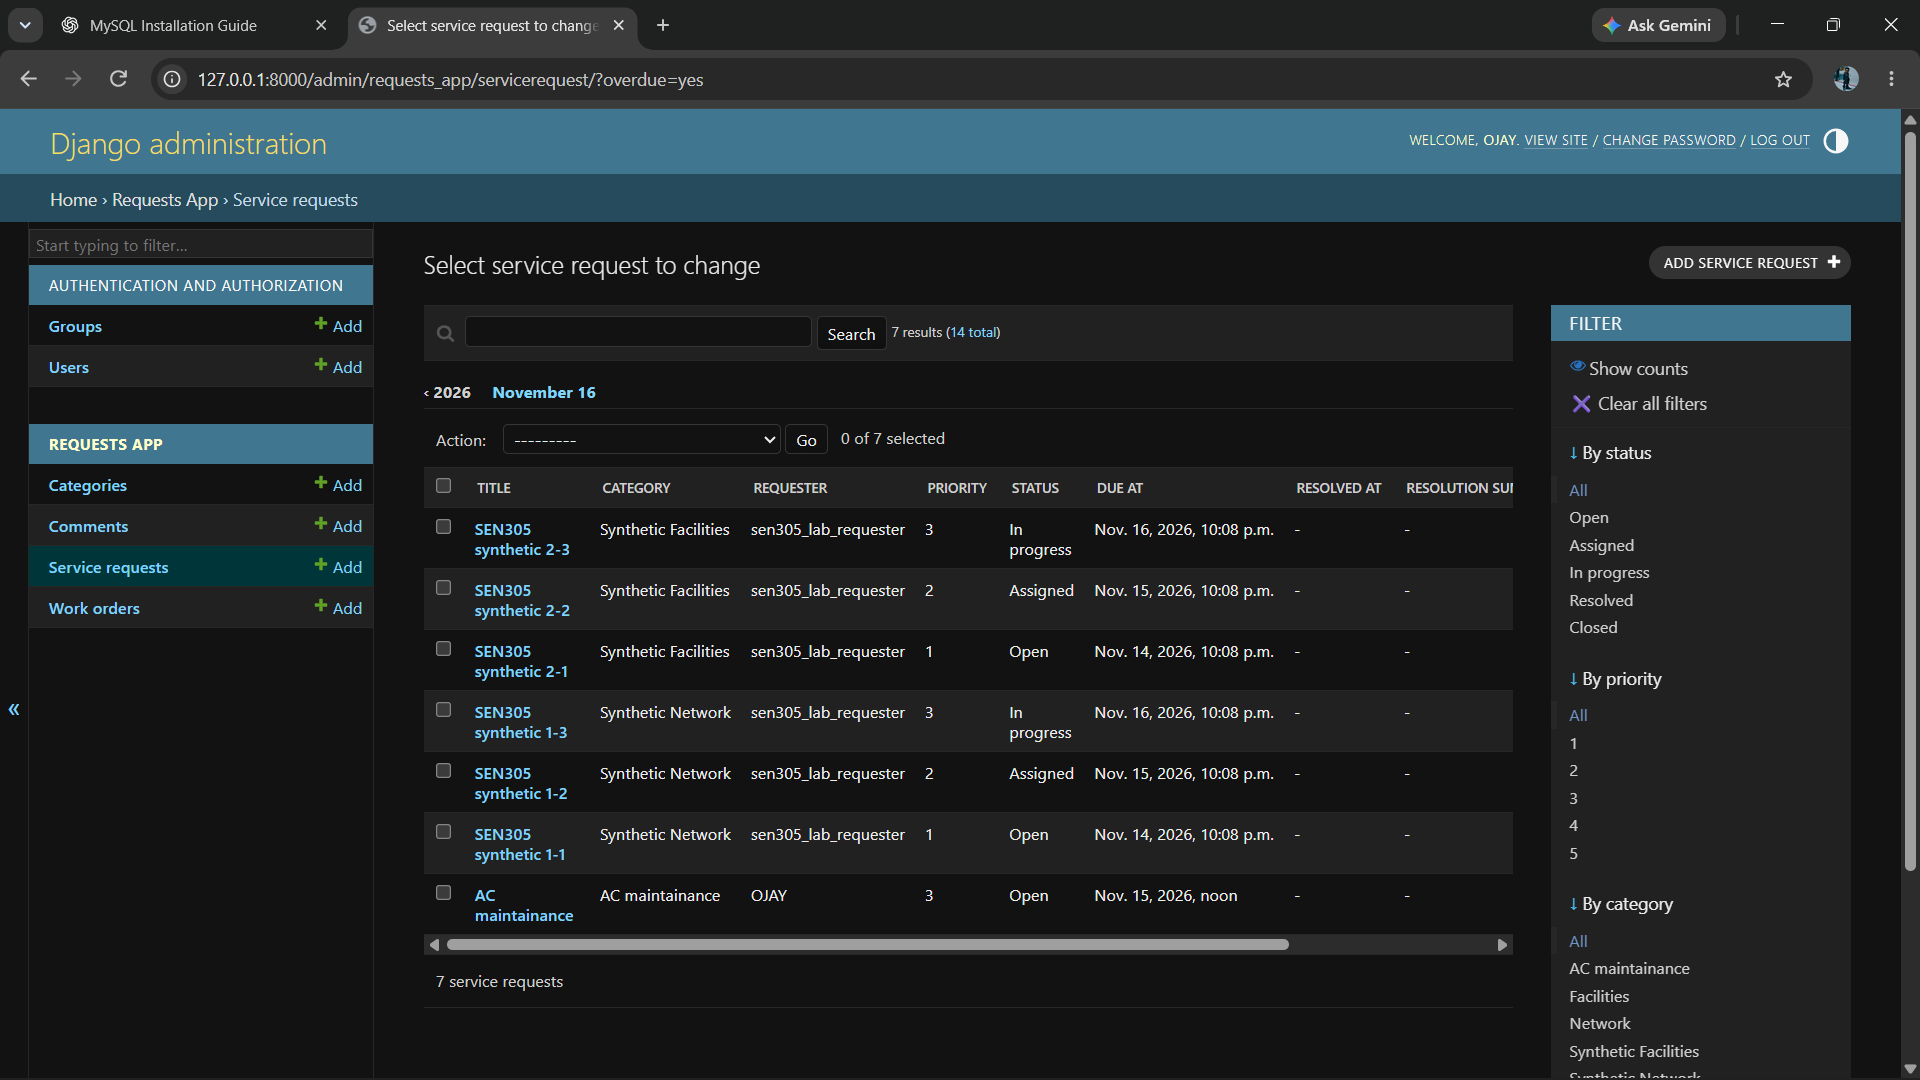 MySQL Installation Guide
Select service request to change
Ask Gemini
127.0.0.1:8000/admin/requests_app/servicerequest/?overdue=yes
Django administration
WELCOME, OJAY. VIEW SITE / CHANGE PASSWORD / LOG OUT
Home › Requests App › Service requests
Start typing to filter...
AUTHENTICATION AND AUTHORIZATION
Groups Add
Users Add
REQUESTS APP
Categories Add
Comments Add
Service requests Add
Work orders Add
«
Select service request to change
ADD SERVICE REQUEST +
Search 7 results (14 total)
‹ 2026 November 16
Action: --------- Go 0 of 7 selected
TITLE CATEGORY REQUESTER PRIORITY STATUS DUE AT RESOLVED AT RESOLUTION SUM
SEN305 synthetic 2-3 Synthetic Facilities sen305_lab_requester 3 In progress Nov. 16, 2026, 10:08 p.m. - -
SEN305 synthetic 2-2 Synthetic Facilities sen305_lab_requester 2 Assigned Nov. 15, 2026, 10:08 p.m. - -
SEN305 synthetic 2-1 Synthetic Facilities sen305_lab_requester 1 Open Nov. 14, 2026, 10:08 p.m. - -
SEN305 synthetic 1-3 Synthetic Network sen305_lab_requester 3 In progress Nov. 16, 2026, 10:08 p.m. - -
SEN305 synthetic 1-2 Synthetic Network sen305_lab_requester 2 Assigned Nov. 15, 2026, 10:08 p.m. - -
SEN305 synthetic 1-1 Synthetic Network sen305_lab_requester 1 Open Nov. 14, 2026, 10:08 p.m. - -
AC maintainance AC maintainance OJAY 3 Open Nov. 15, 2026, noon - -
7 service requests
FILTER
Show counts
Clear all filters
↓ By status
All
Open
Assigned
In progress
Resolved
Closed
↓ By priority
All
1
2
3
4
5
↓ By category
All
AC maintainance
Facilities
Network
Synthetic Facilities
Synthetic Network